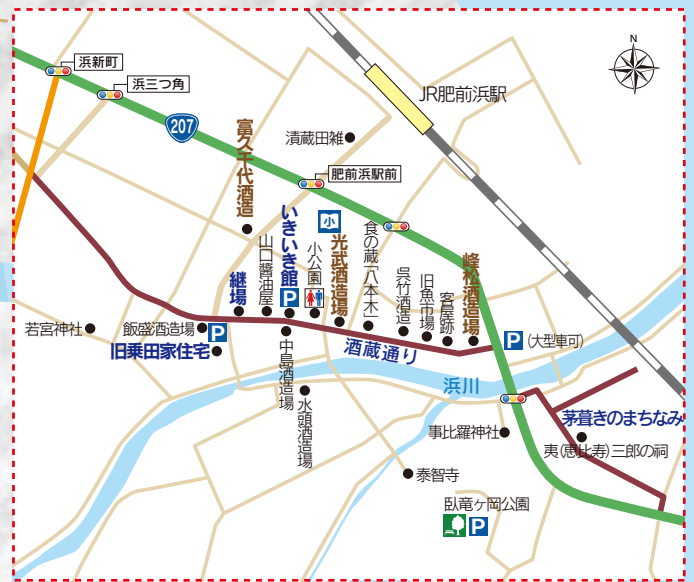 浜新町
浜三つ角
N
JR肥前浜駅
207
富久千代酒造
漬蔵田雑
肥前浜駅前
小
いきいき館
小公園
光武酒造場
山口醬油屋
継場
P
食の蔵「八本木」
呉竹酒造
旧魚市場
客屋跡
峰松酒造場
若宮神社
飯盛酒造場
P
旧乗田家住宅
中島酒造場
水頭酒造場
酒蔵通り
P
(大型車可)
浜川
事比羅神社
茅葺きのまちなみ
夷(恵比寿)三郎の祠
泰智寺
臥竜ヶ岡公園
P